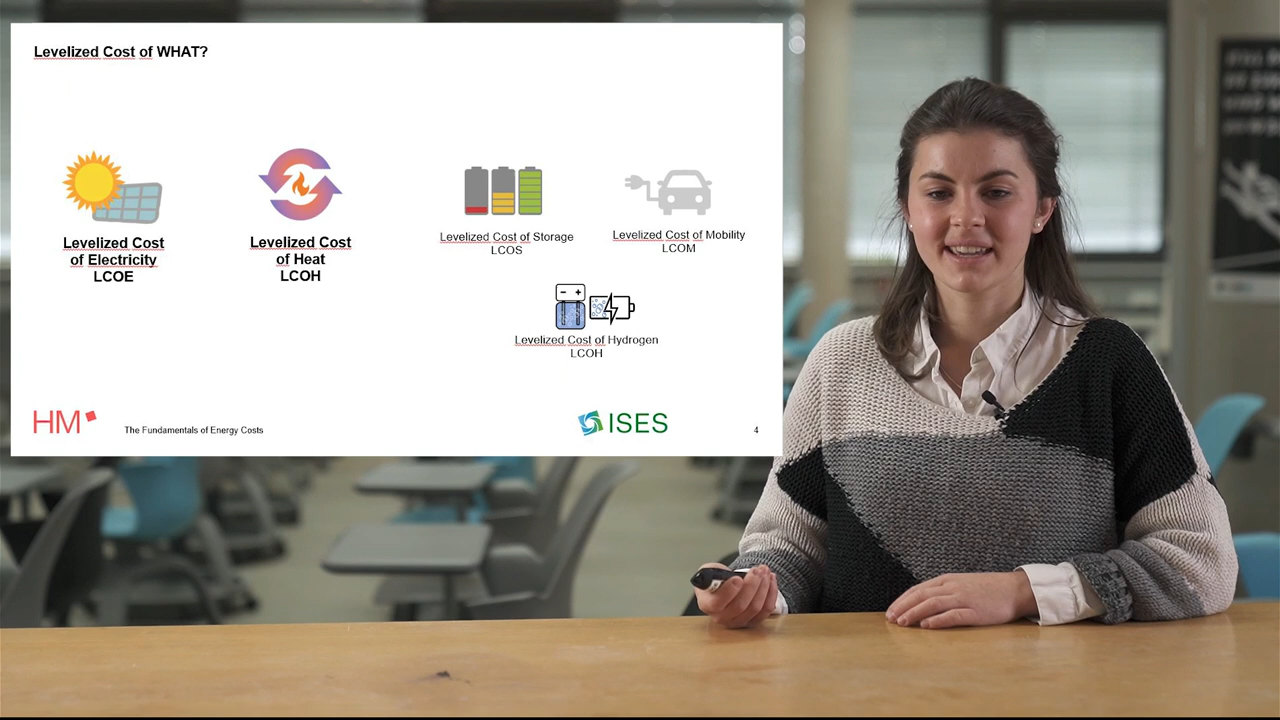 Levelized Cost of WHAT?
Levelized Cost
of Electricity
LCOE
Levelized Cost
of Heat
LCOH
Levelized Cost of Storage
LCOS
Levelized Cost of Mobility
LCOM
Levelized Cost of Hydrogen
LCOH
HM
The Fundamentals of Energy Costs
ISES
4